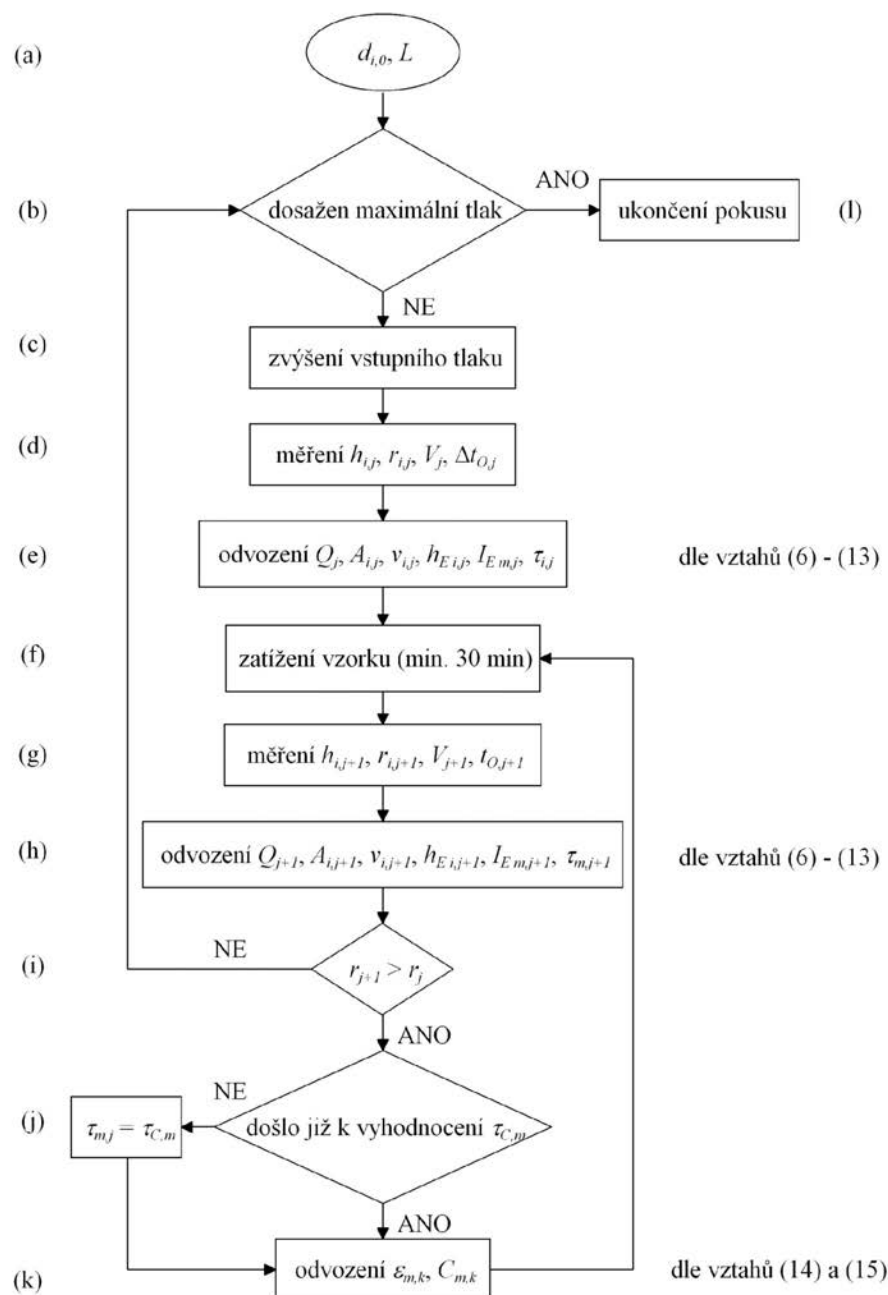 (a)
d_{i,0}, L
ANO
(b)
dosažen maximální tlak
ukončení pokusu
(l)
NE
(c)
zvýšení vstupního tlaku
(d)
měření h_{i,j}, r_{i,j}, V_j, Δt_{O,j}
(e)
odvození Q_j, A_{i,j}, v_{i,j}, h_{E i,j}, I_{E m,j}, τ_{i,j}
dle vztahů (6) - (13)
(f)
zatížení vzorku (min. 30 min)
(g)
měření h_{i,j+1}, r_{i,j+1}, V_{j+1}, t_{O,j+1}
(h)
odvození Q_{j+1}, A_{i,j+1}, v_{i,j+1}, h_{E i,j+1}, I_{E m,j+1}, τ_{m,j+1}
dle vztahů (6) - (13)
NE
(i)
r_{j+1} > r_j
ANO
NE
(j)
τ_{m,j} = τ_{C,m}
došlo již k vyhodnocení τ_{C,m}
ANO
(k)
odvození ε_{m,k}, C_{m,k}
dle vztahů (14) a (15)